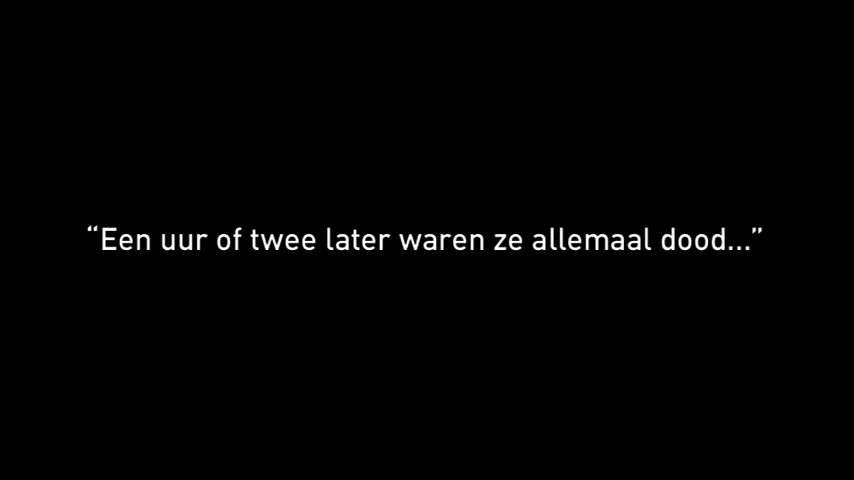 “Een uur of twee later waren ze allemaal dood...”